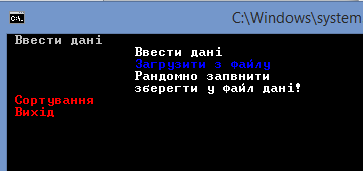 C:\Windows\system
Ввести дані
Ввести дані
Загрузити з файлу
Рандомно запвнити
зберегти у файл дані!
Сортування
Вихід